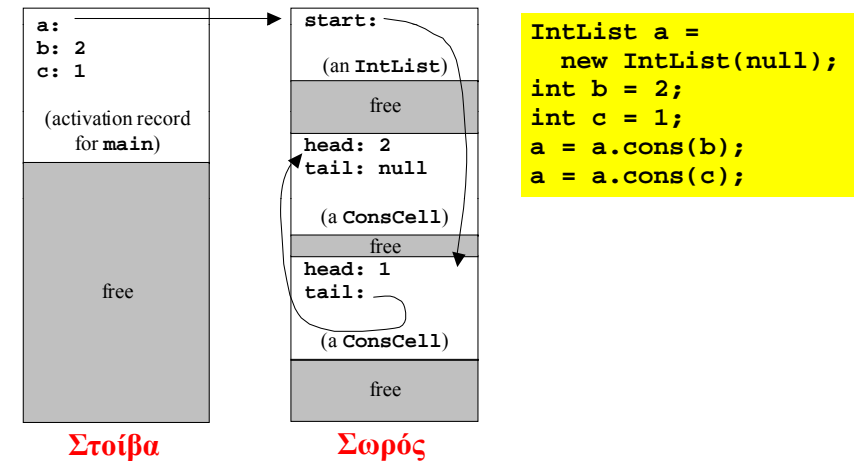 a:
b: 2
c: 1
(activation record
for main)
free
Στοίβα
start:
(an IntList)
free
head: 2
tail: null
(a ConsCell)
free
head: 1
tail:
(a ConsCell)
free
Σωρός
IntList a =
new IntList(null);
int b = 2;
int c = 1;
a = a.cons(b);
a = a.cons(c);